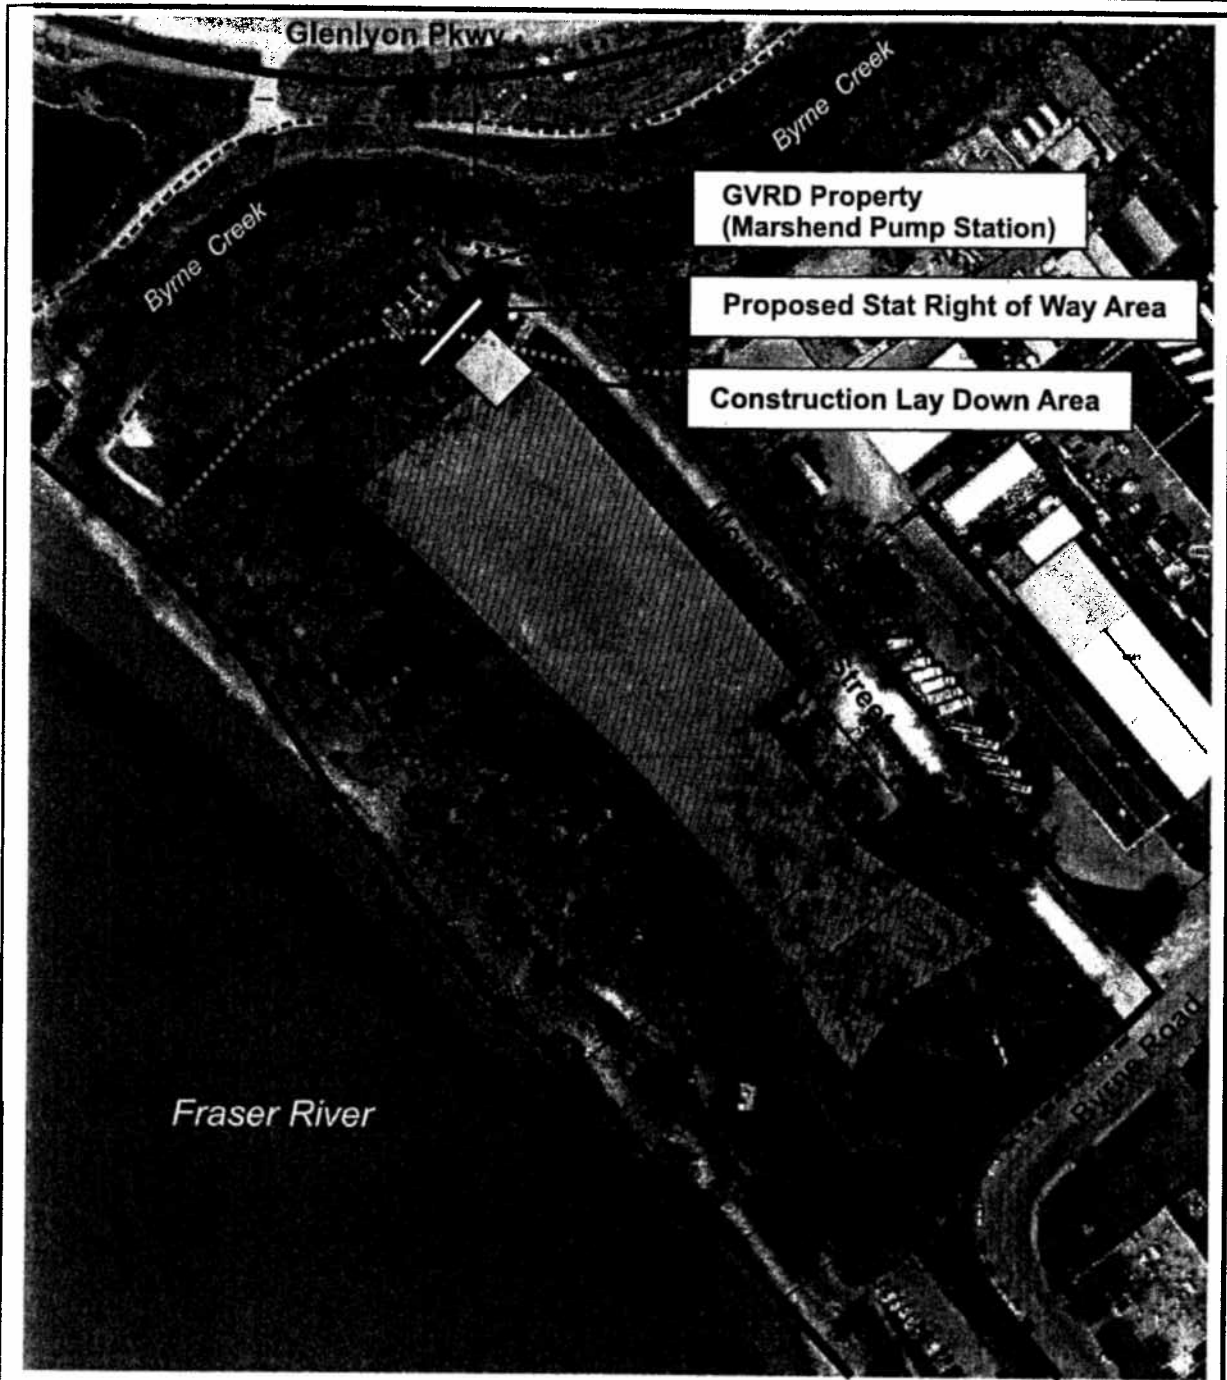 Glenlyon Pkwy
Byrne Creek
GVRD Property
(Marshend Pump Station)
Byrne Creek
Proposed Stat Right of Way Area
Construction Lay Down Area
Street
Byrne Road
Fraser River